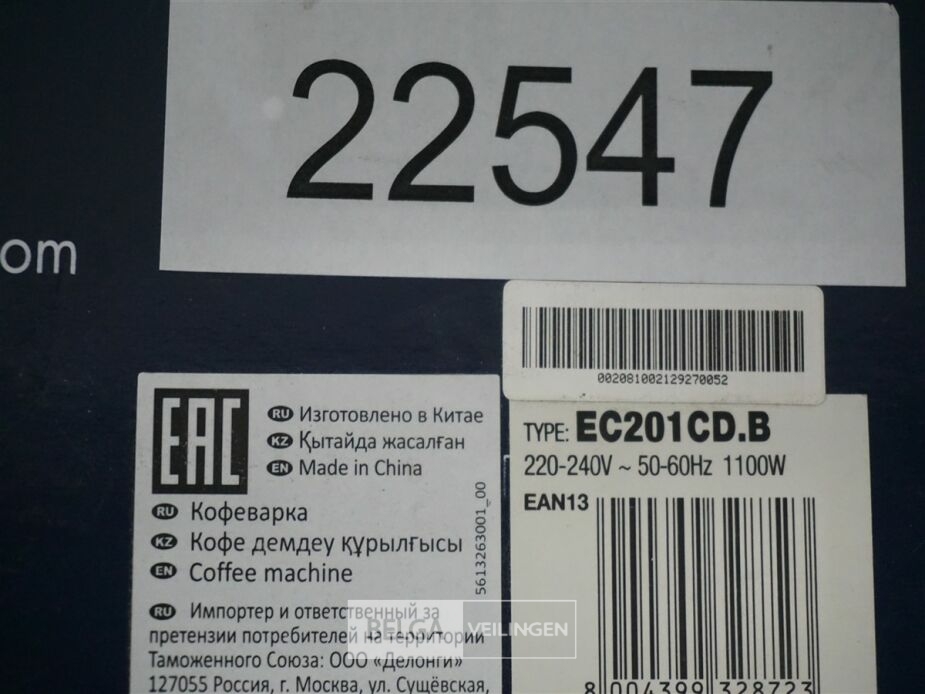 22547
om
002081002129270052
TYPE: EC201CD.B
220-240V ~ 50-60Hz 1100W
EAN13
8 004399 328723
EAC
RU Изготовлено в Китае
KZ Қытайда жасалған
EN Made in China
RU Кофеварка
KZ Кофе демдеу құрылғысы
EN Coffee machine
5613263001_00
RU Импортер и ответственный за
претензии потребителей на территории
Таможенного Союза: ООО «Делонги»
127055 Россия, г. Москва, ул. Сущёвская,
BELGA VEILINGEN